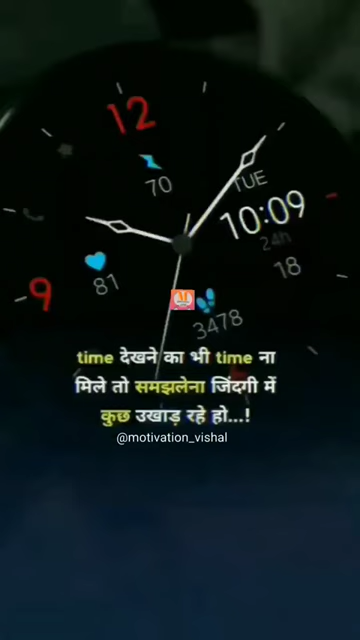 12
70
TUE
10:09
24h
18
81
9
3478
time देखने का भी time ना
मिले तो समझलेना जिंदगी में
कुछ उखाड़ रहे हो...!
@motivation_vishal